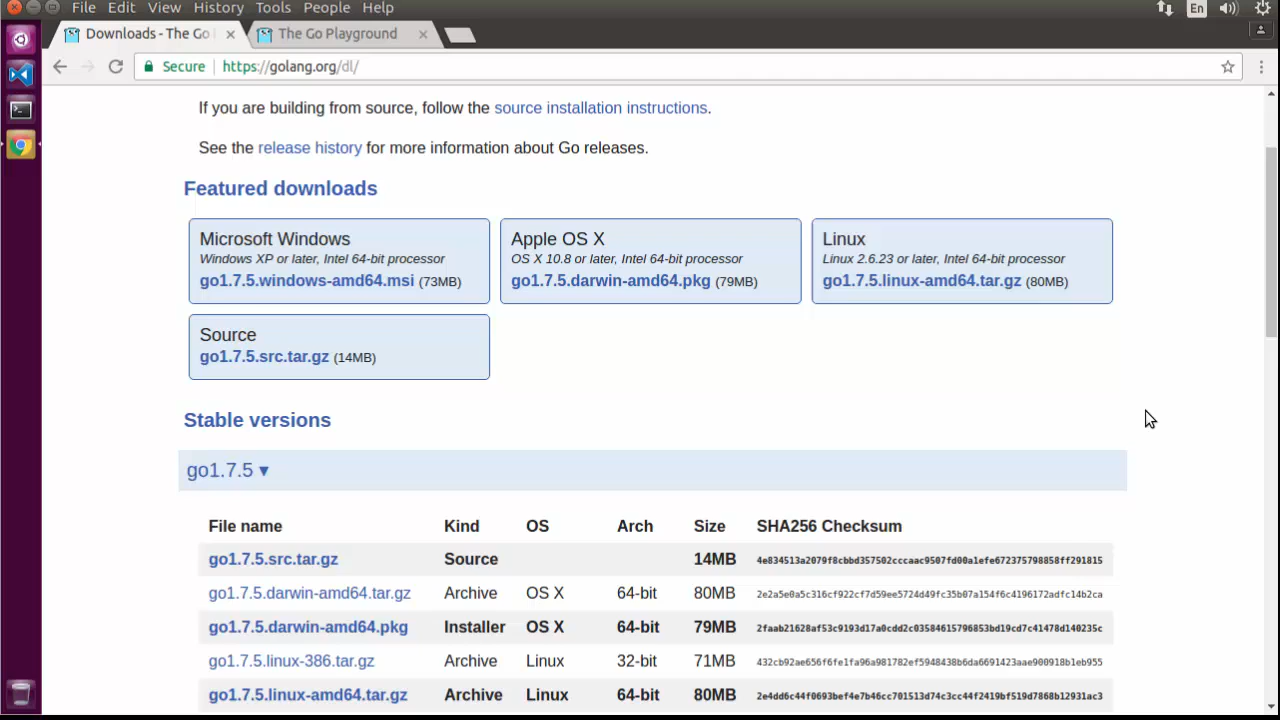 File Edit View History Tools People Help
En
Downloads - The Go
The Go Playground
Secure https://golang.org/dl/
If you are building from source, follow the source installation instructions.
See the release history for more information about Go releases.
Featured downloads
Microsoft Windows
Windows XP or later, Intel 64-bit processor
go1.7.5.windows-amd64.msi (73MB)
Apple OS X
OS X 10.8 or later, Intel 64-bit processor
go1.7.5.darwin-amd64.pkg (79MB)
Linux
Linux 2.6.23 or later, Intel 64-bit processor
go1.7.5.linux-amd64.tar.gz (80MB)
Source
go1.7.5.src.tar.gz (14MB)
Stable versions
go1.7.5 ▾
File name Kind OS Arch Size SHA256 Checksum
go1.7.5.src.tar.gz Source 14MB 4e834513a2079f8cbbd357502cccaac9507fd00a1efe672375798858ff291815
go1.7.5.darwin-amd64.tar.gz Archive OS X 64-bit 80MB 2e2a5e0a5c316cf922cf7d59ee5724d49fc35b07a154f6c4196172adfc14b2ca
go1.7.5.darwin-amd64.pkg Installer OS X 64-bit 79MB 2faab21628af53c9193d17a0cdd2c03584615796853bd19cd7c41478d140235c
go1.7.5.linux-386.tar.gz Archive Linux 32-bit 71MB 432cb92ae656f6fe1fa96a981782ef5948438b6da6691423aae900918b1eb955
go1.7.5.linux-amd64.tar.gz Archive Linux 64-bit 80MB 2e4dd6c44f0693bef4e7b46cc701513d74c3cc44f2419bf519d7868b12931ac3